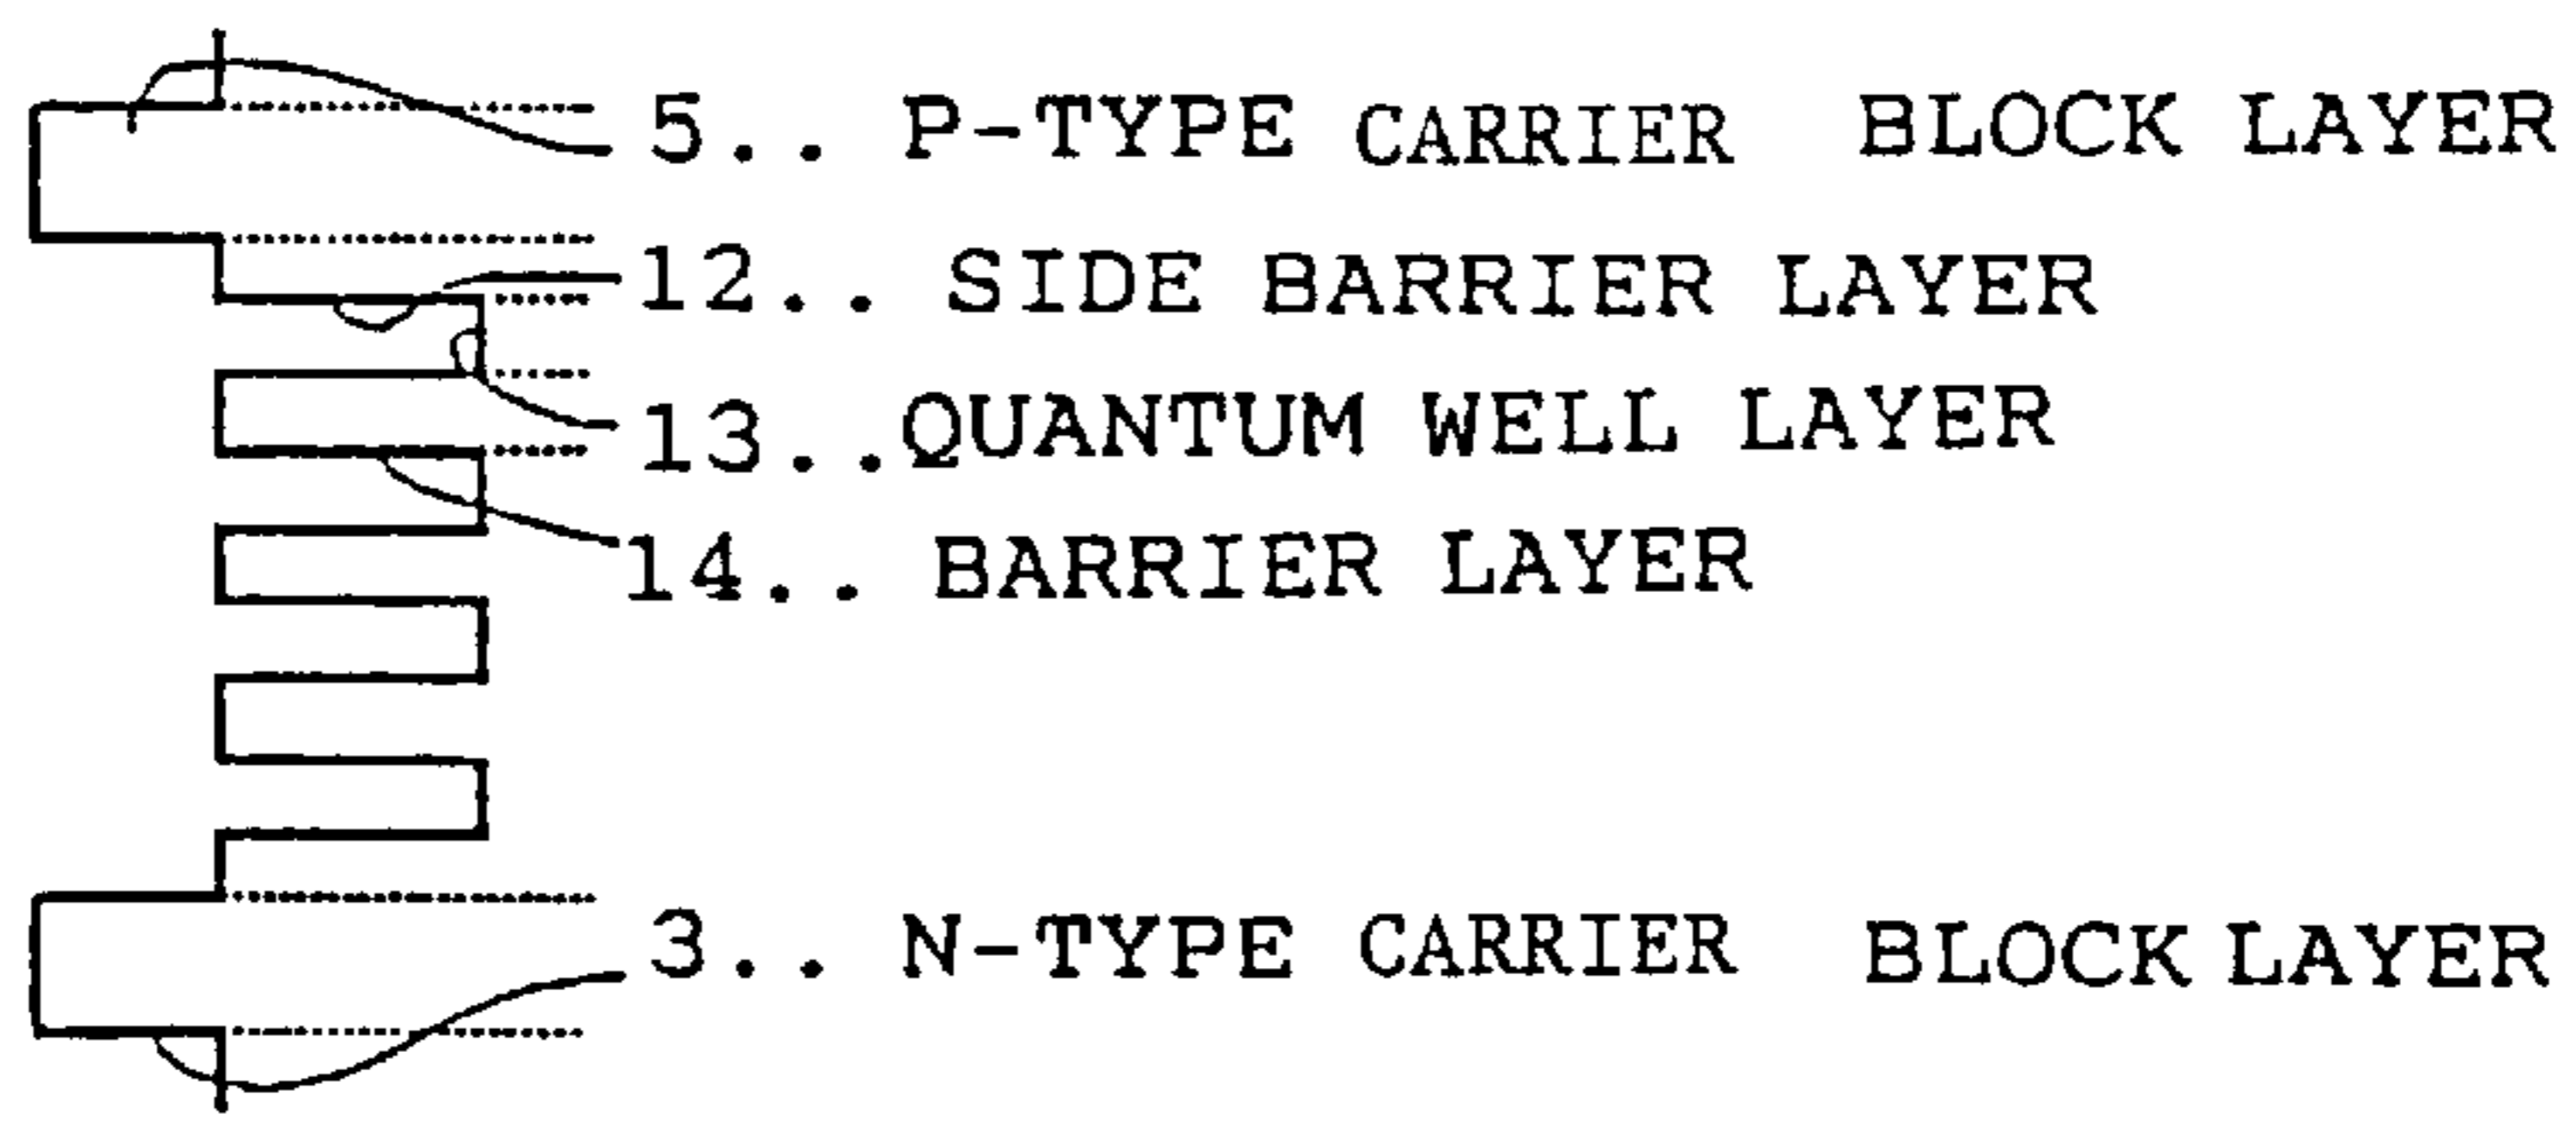 5.. P-TYPE CARRIER BLOCK LAYER
12.. SIDE BARRIER LAYER
13..QUANTUM WELL LAYER
14.. BARRIER LAYER
3.. N-TYPE CARRIER BLOCK LAYER